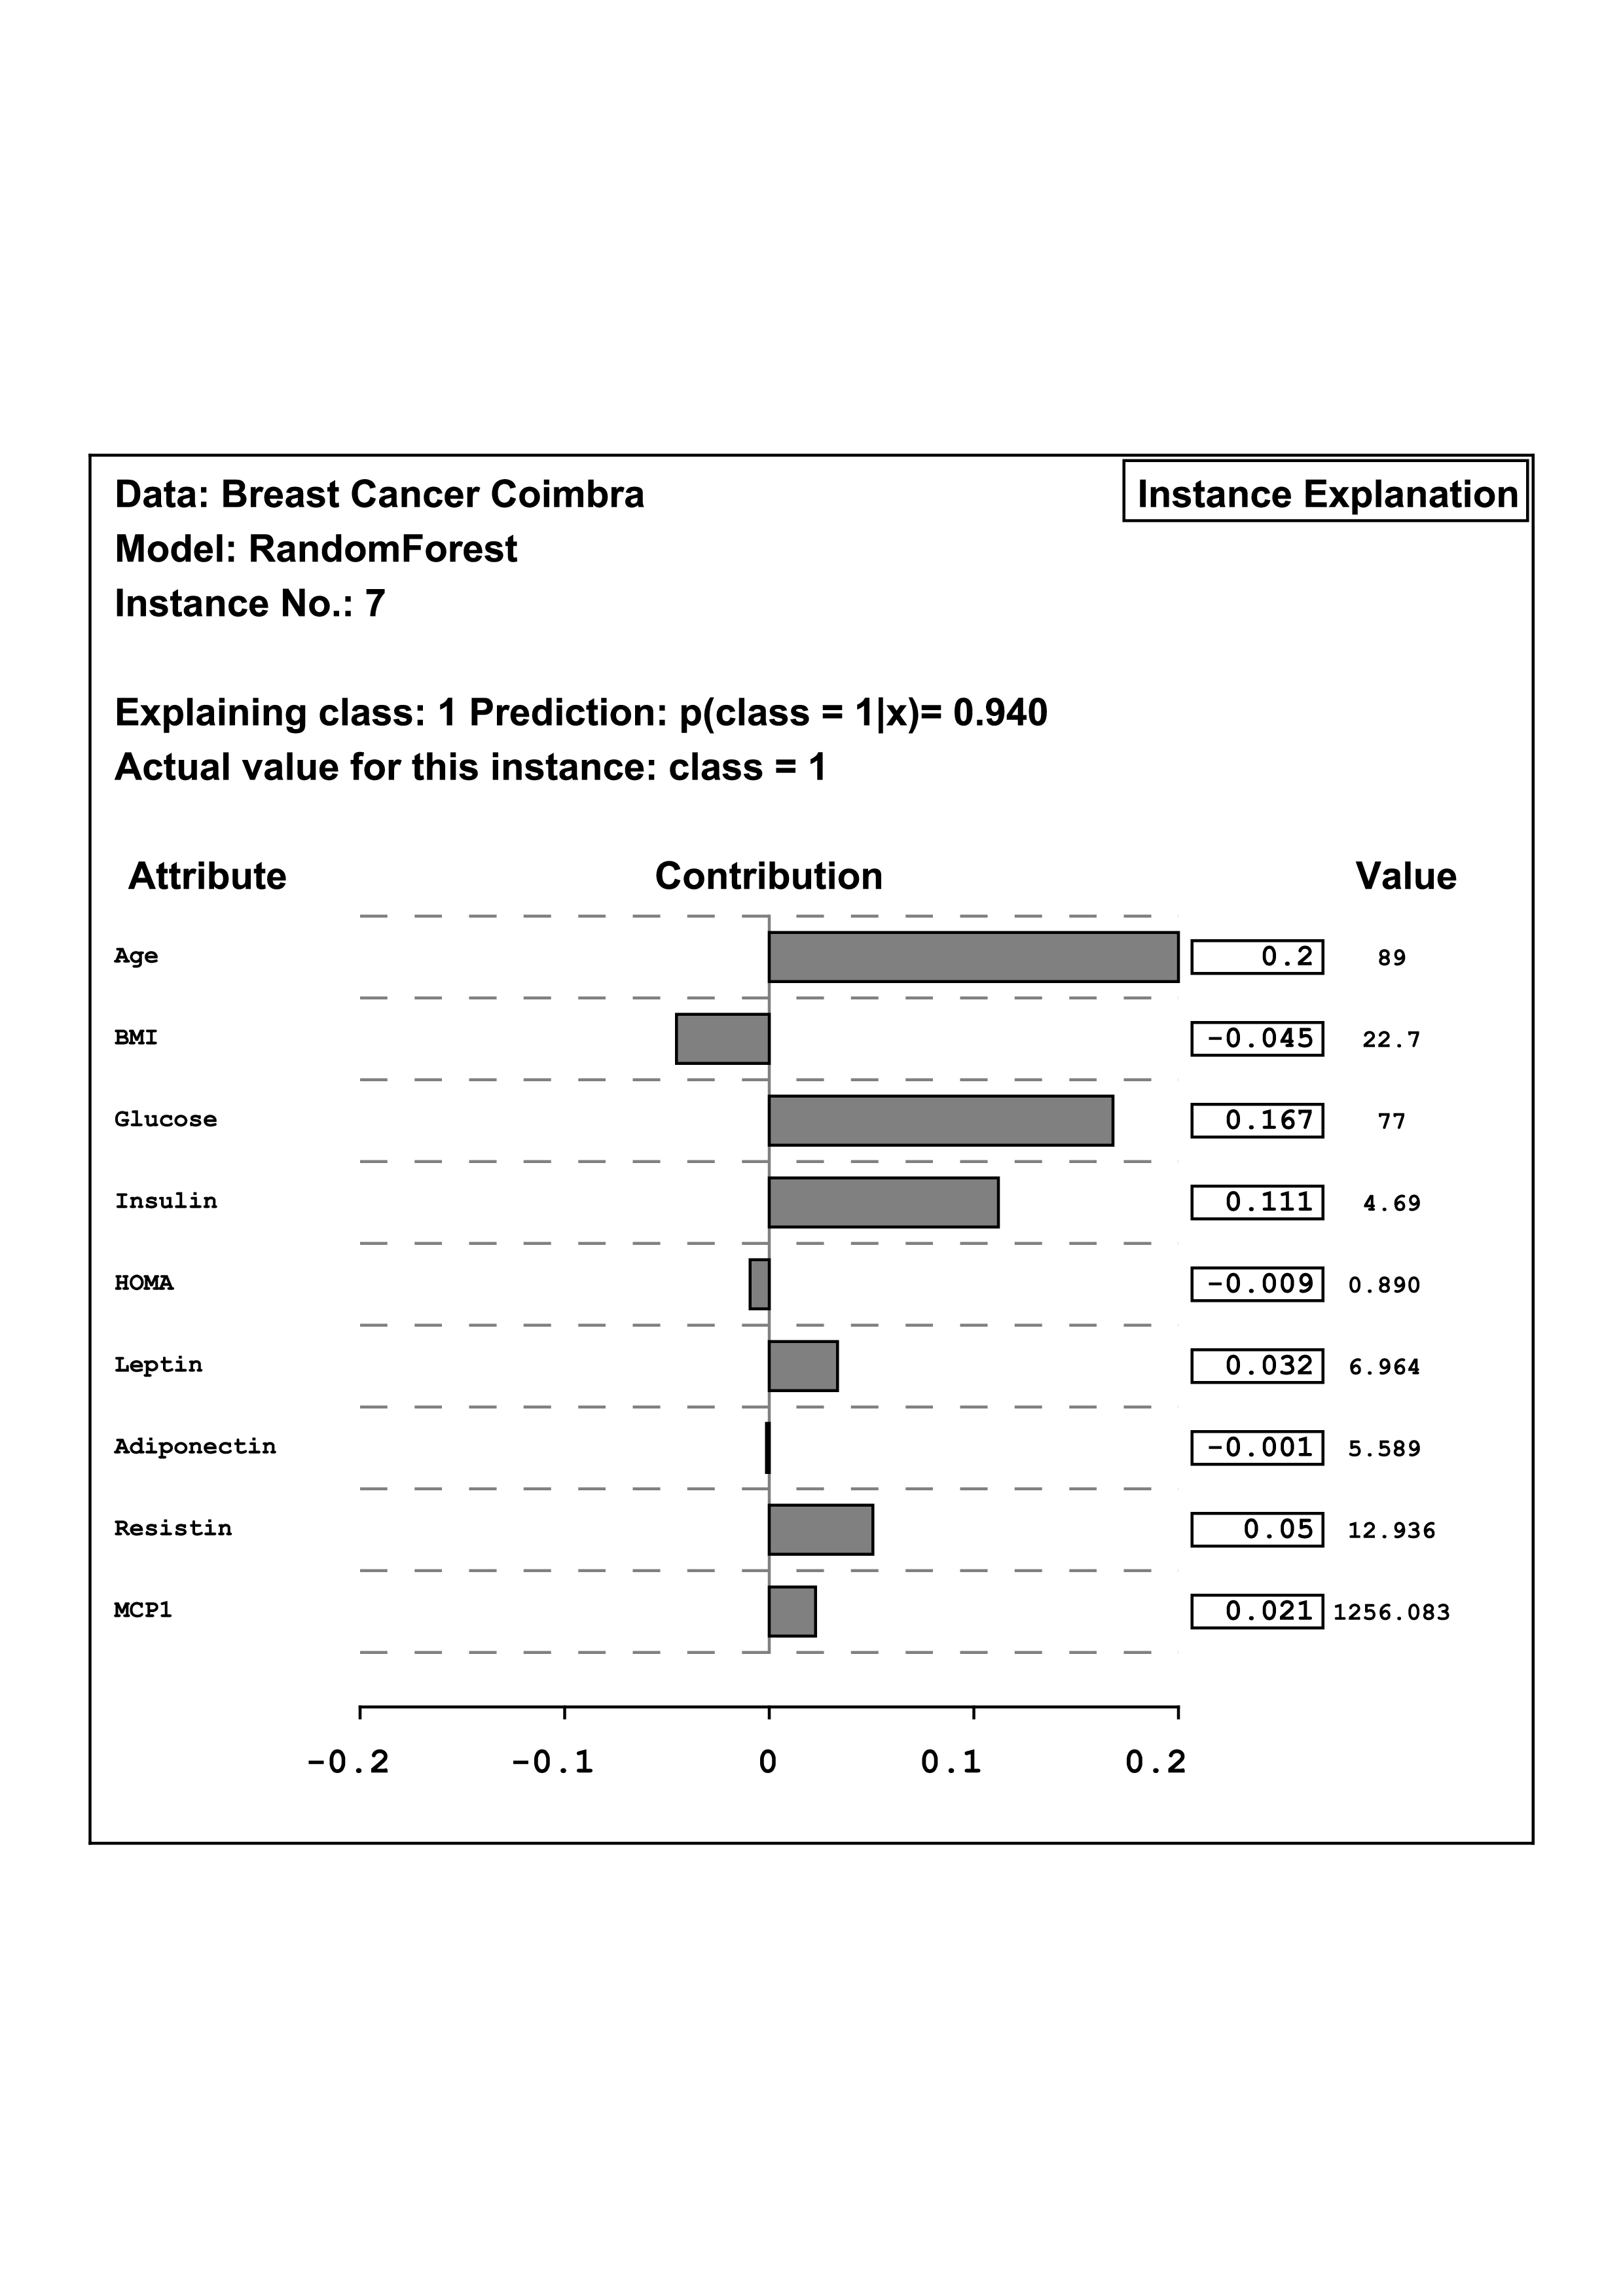 Data: Breast Cancer Coimbra
Instance Explanation
Model: RandomForest
Instance No.: 7
Explaining class: 1 Prediction: p(class = 1|x)= 0.940
Actual value for this instance: class = 1
Attribute Contribution Value
Age 0.2 89
BMI -0.045 22.7
Glucose 0.167 77
Insulin 0.111 4.69
HOMA -0.009 0.890
Leptin 0.032 6.964
Adiponectin -0.001 5.589
Resistin 0.05 12.936
MCP1 0.021 1256.083
-0.2 -0.1 0 0.1 0.2